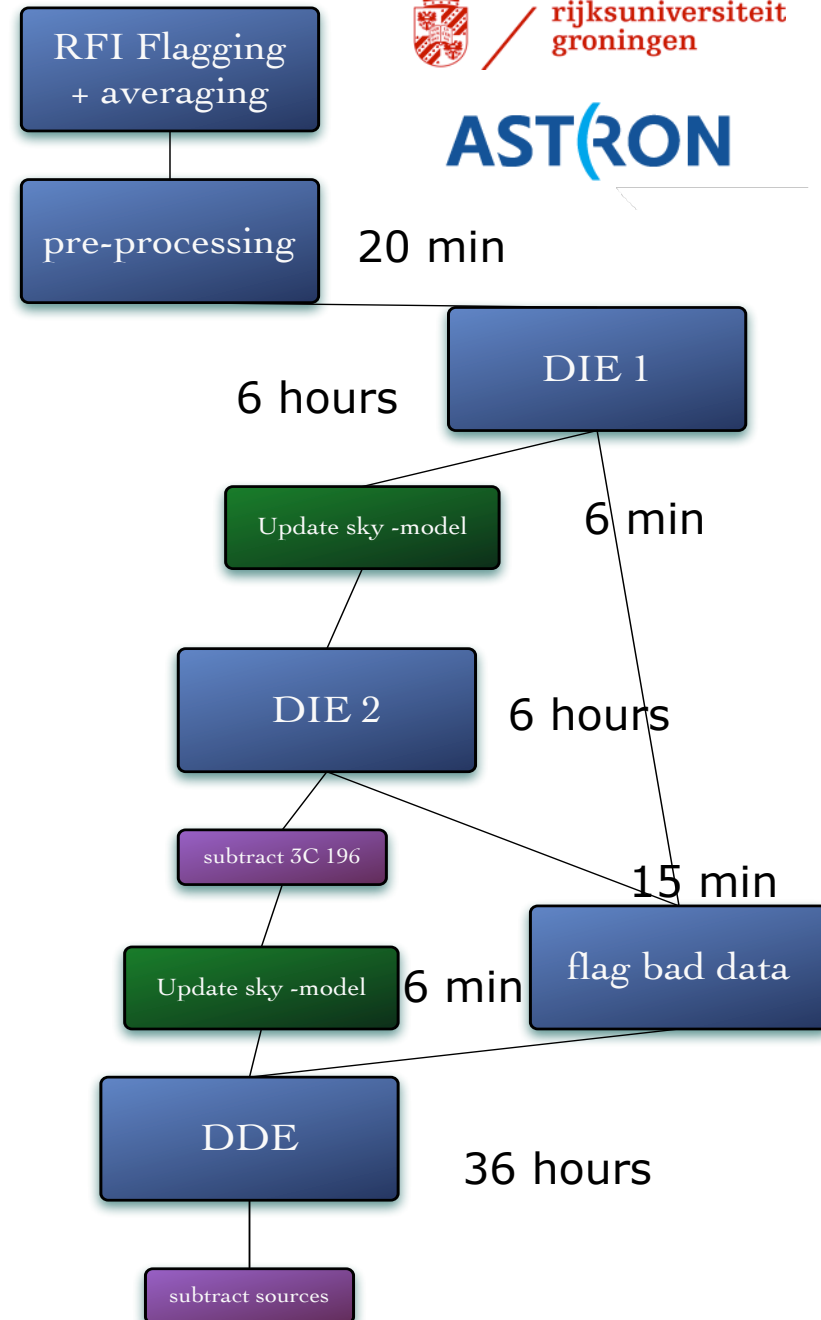 rijksuniversiteit
groningen
ASTRON
RFI Flagging
+ averaging
pre-processing
20 min
DIE 1
6 hours
Update sky -model
6 min
DIE 2
6 hours
subtract 3C 196
15 min
flag bad data
Update sky -model
6 min
DDE
36 hours
subtract sources